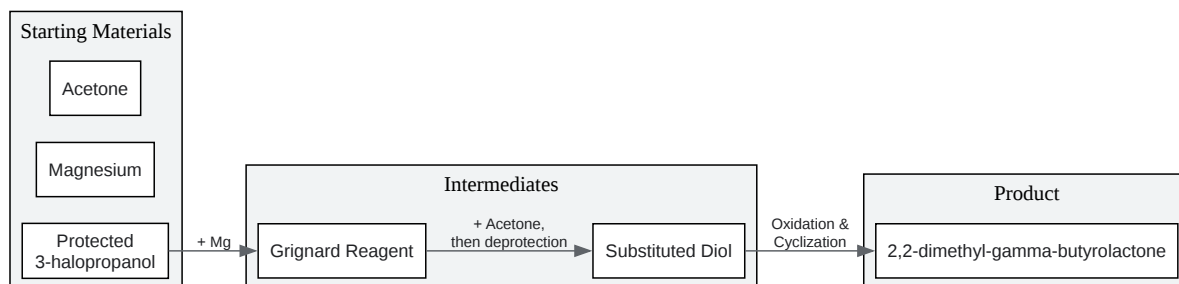 Starting Materials
Acetone
Magnesium
Protected
3-halopropanol
+ Mg
Intermediates
Grignard Reagent
+ Acetone,
then deprotection
Substituted Diol
Oxidation &
Cyclization
Product
2,2-dimethyl-gamma-butyrolactone